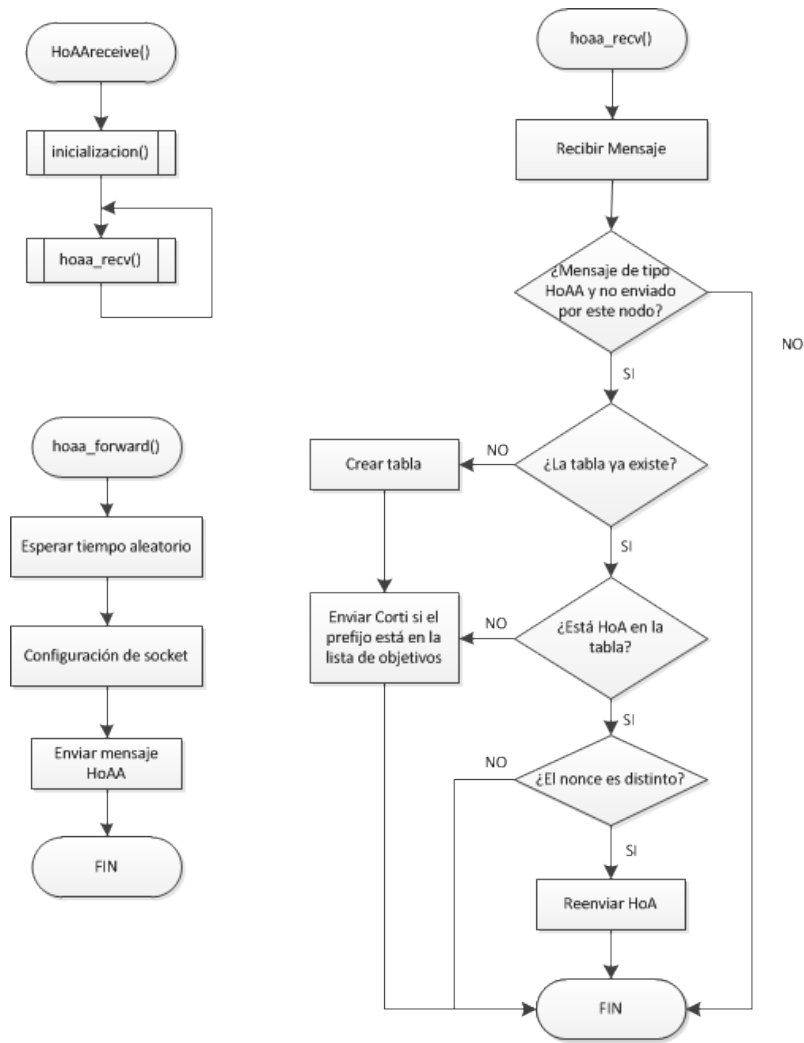 HoAAreceive()
inicializacion()
hoaa_recv()
hoaa_forward()
Esperar tiempo aleatorio
Configuración de socket
Enviar mensaje
HoAA
FIN
hoaa_recv()
Recibir Mensaje
¿Mensaje de tipo
HoAA y no enviado
por este nodo?
NO
SI
¿La tabla ya existe?
NO
Crear tabla
SI
¿Está HoA en la
tabla?
NO
Enviar Corti si el
prefijo está en la
lista de objetivos
SI
¿El nonce es distinto?
NO
SI
Reenviar HoA
FIN